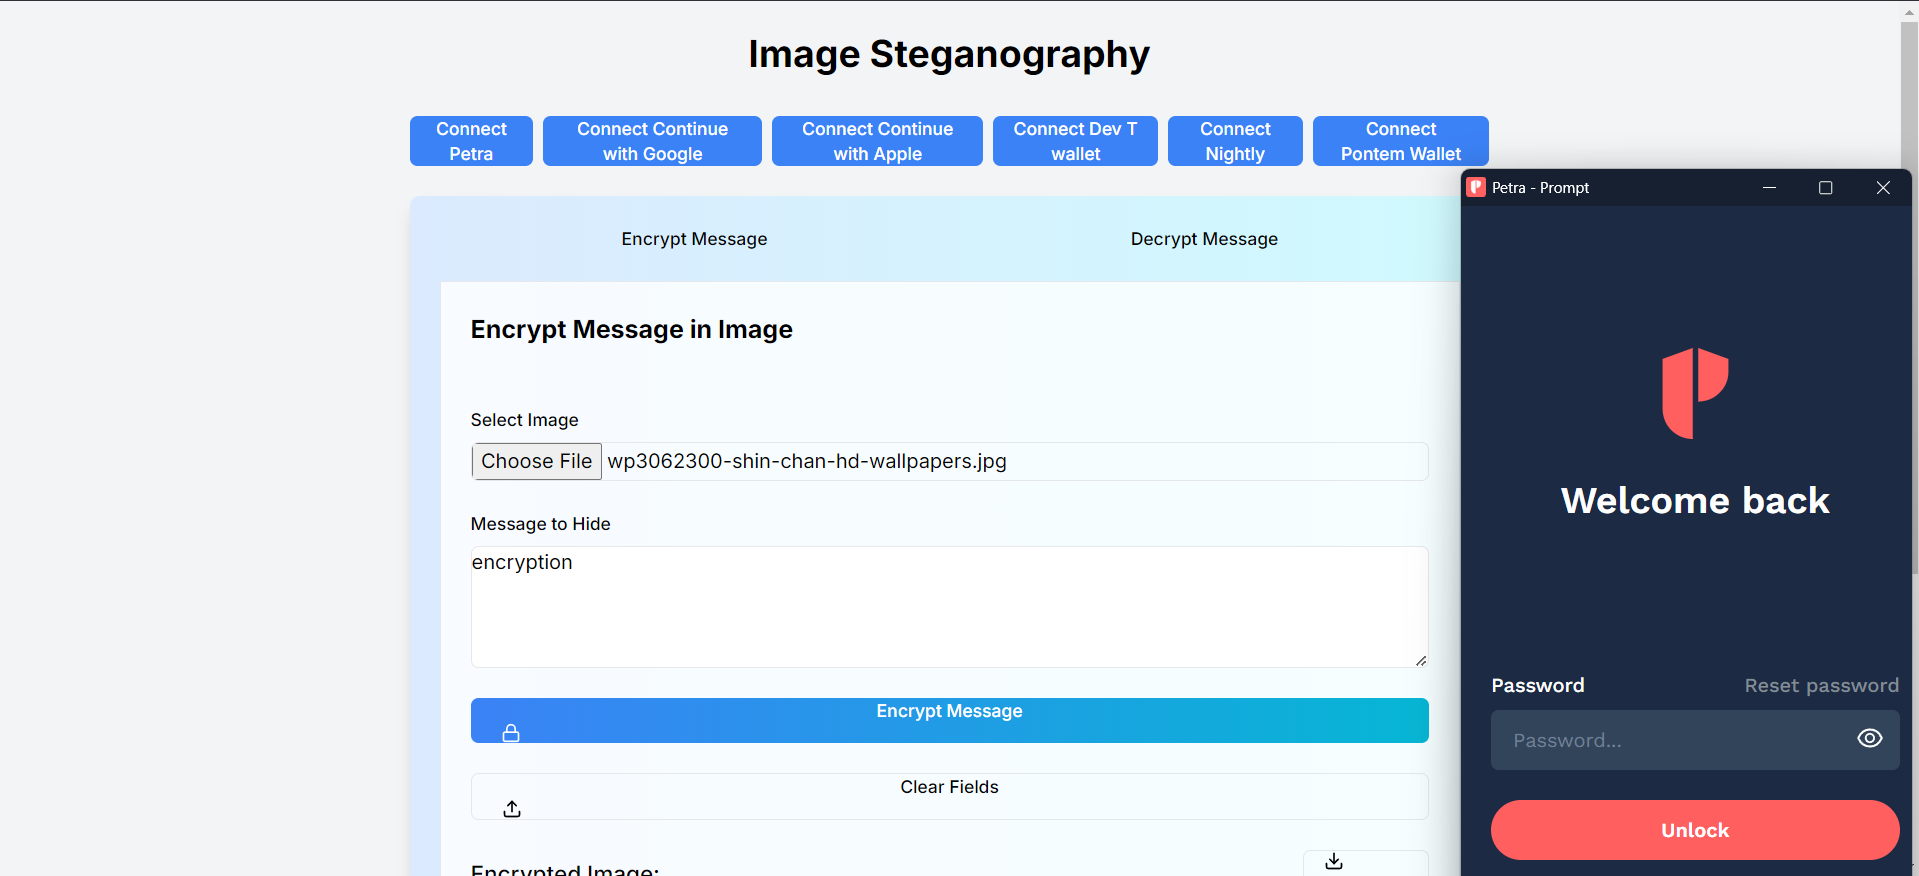 Image Steganography
Connect
Petra
Connect Continue
with Google
Connect Continue
with Apple
Connect Dev T
wallet
Connect
Nightly
Connect
Pontem Wallet
Petra - Prompt
Encrypt Message
Decrypt Message
Encrypt Message in Image
Select Image
Choose File wp3062300-shin-chan-hd-wallpapers.jpg
Message to Hide
encryption
Encrypt Message
Clear Fields
Encrypted Image:
Welcome back
Password
Reset password
Password...
Unlock